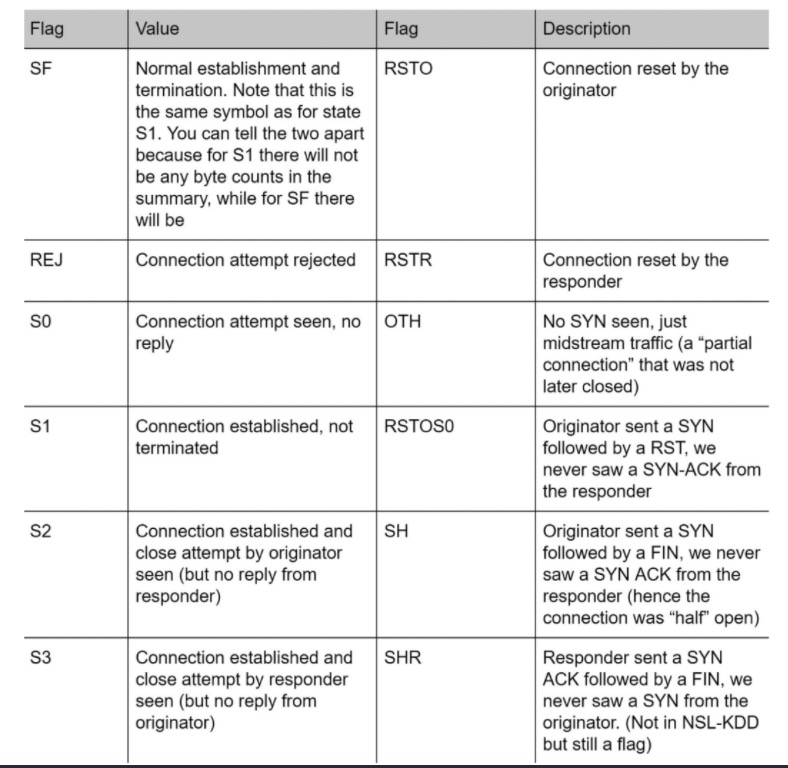 Flag Value Flag Description
SF
Normal establishment and
termination. Note that this is
the same symbol as for state
S1. You can tell the two apart
because for S1 there will not
be any byte counts in the
summary, while for SF there
will be
RSTO
Connection reset by the
originator
REJ
Connection attempt rejected
RSTR
Connection reset by the
responder
S0
Connection attempt seen, no
reply
OTH
No SYN seen, just
midstream traffic (a “partial
connection” that was not
later closed)
S1
Connection established, not
terminated
RSTOS0
Originator sent a SYN
followed by a RST, we
never saw a SYN-ACK from
the responder
S2
Connection established and
close attempt by originator
seen (but no reply from
responder)
SH
Originator sent a SYN
followed by a FIN, we never
saw a SYN ACK from the
responder (hence the
connection was “half” open)
S3
Connection established and
close attempt by responder
seen (but no reply from
originator)
SHR
Responder sent a SYN
ACK followed by a FIN, we
never saw a SYN from the
originator. (Not in NSL-KDD
but still a flag)